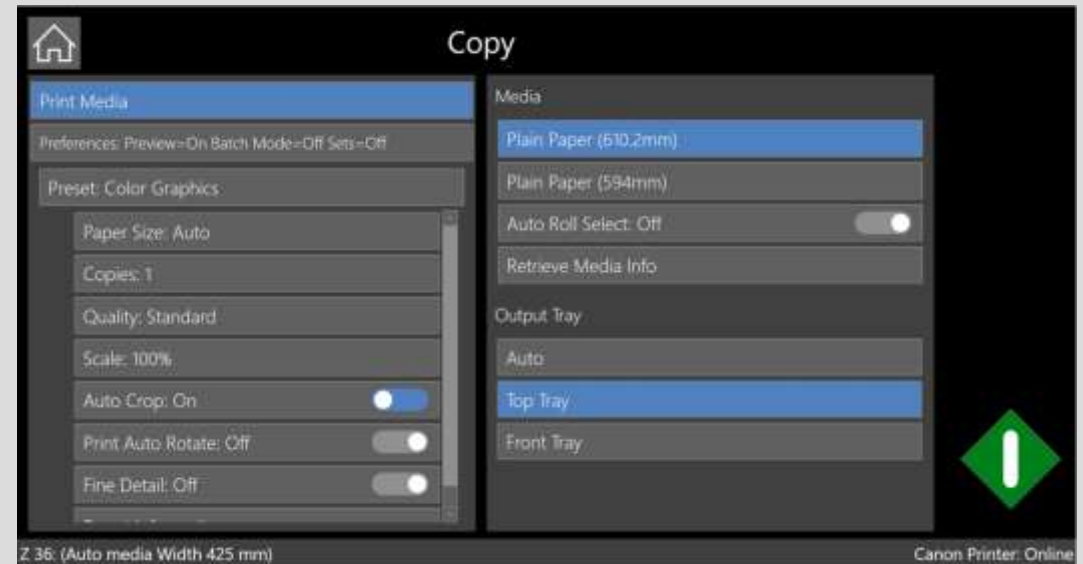 Copy
Print Media
Preferences: Preview=On Batch Mode=Off Sets=Off
Preset: Color Graphics
Paper Size: Auto
Copies: 1
Quality: Standard
Scale: 100%
Auto Crop: On
Print Auto Rotate: Off
Fine Detail: Off
Media
Plain Paper (610,2mm)
Plain Paper (594mm)
Auto Roll Select: Off
Retrieve Media Info
Output Tray
Auto
Top Tray
Front Tray
Z 36: (Auto media Width 425 mm)
Canon Printer: Online